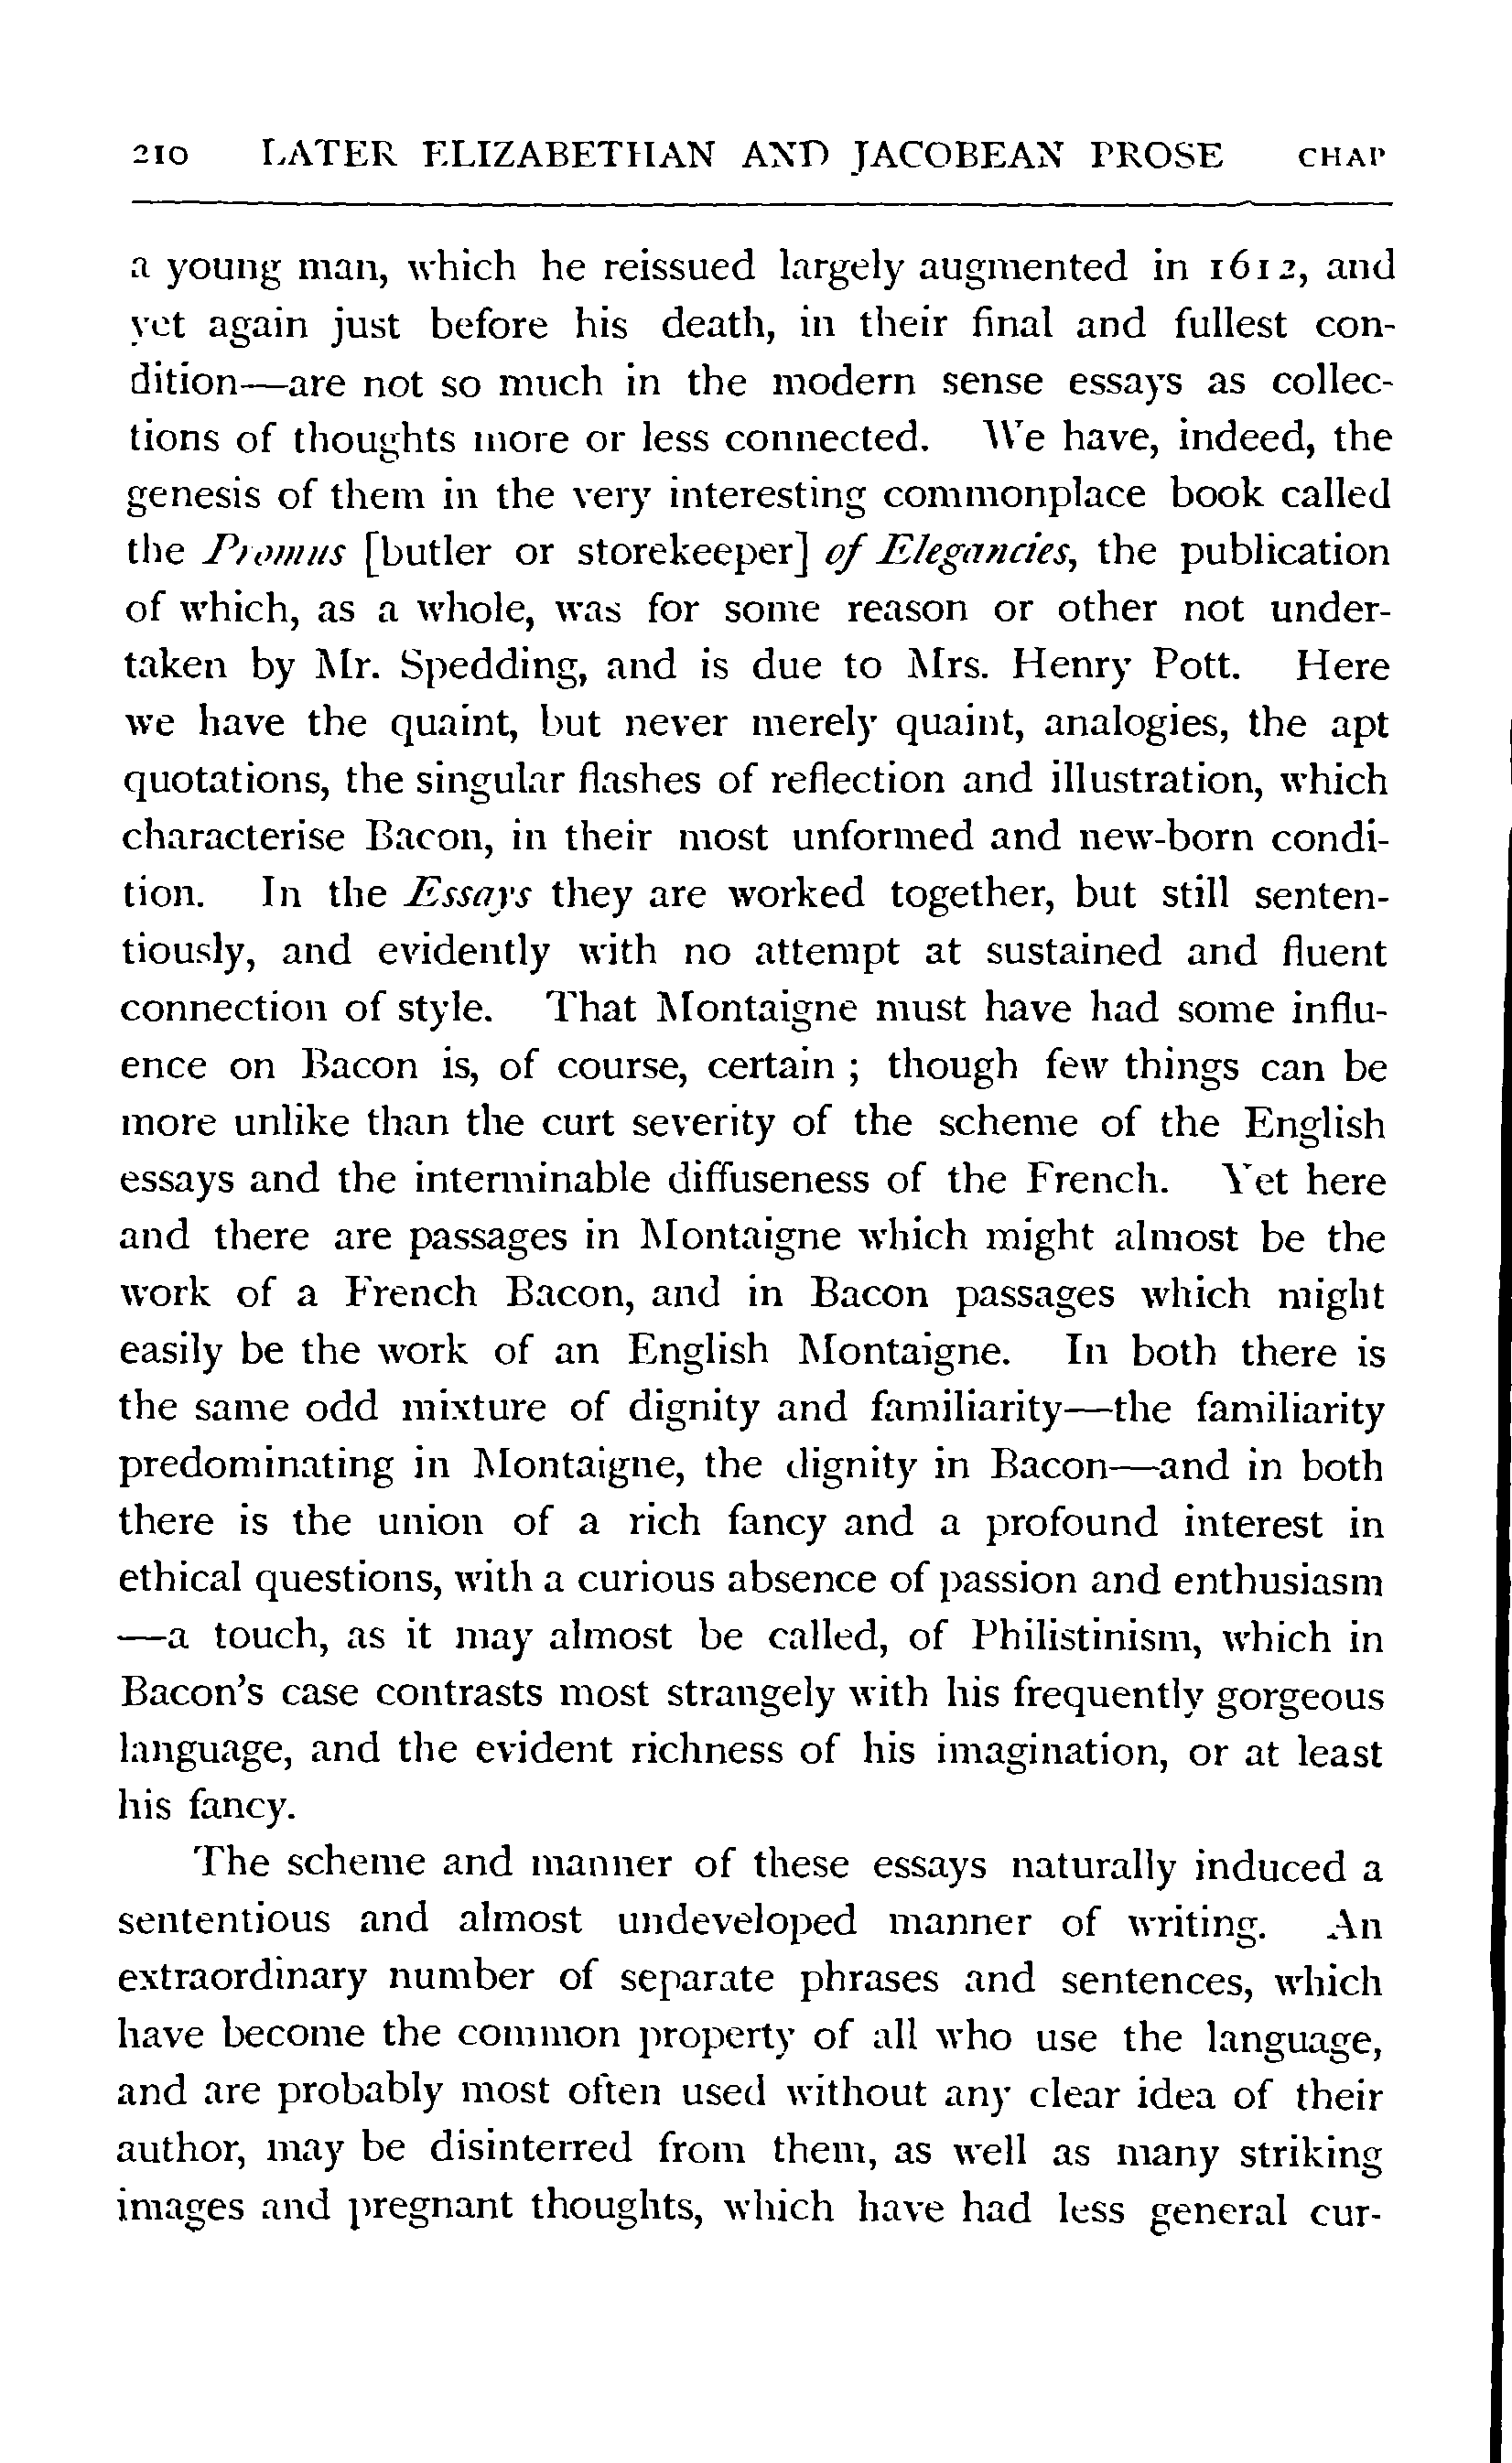 210 LATER ELIZABETHAN AND JACOBEAN PROSE CHAP
a young man, which he reissued largely augmented in 1612, and
yet again just before his death, in their final and fullest con-
dition—are not so much in the modern sense essays as collec-
tions of thoughts more or less connected. We have, indeed, the
genesis of them in the very interesting commonplace book called
the Promus [butler or storekeeper] of Elegancies, the publication
of which, as a whole, was for some reason or other not under-
taken by Mr. Spedding, and is due to Mrs. Henry Pott. Here
we have the quaint, but never merely quaint, analogies, the apt
quotations, the singular flashes of reflection and illustration, which
characterise Bacon, in their most unformed and new-born condi-
tion. In the Essays they are worked together, but still senten-
tiously, and evidently with no attempt at sustained and fluent
connection of style. That Montaigne must have had some influ-
ence on Bacon is, of course, certain ; though few things can be
more unlike than the curt severity of the scheme of the English
essays and the interminable diffuseness of the French. Yet here
and there are passages in Montaigne which might almost be the
work of a French Bacon, and in Bacon passages which might
easily be the work of an English Montaigne. In both there is
the same odd mixture of dignity and familiarity—the familiarity
predominating in Montaigne, the dignity in Bacon—and in both
there is the union of a rich fancy and a profound interest in
ethical questions, with a curious absence of passion and enthusiasm
—a touch, as it may almost be called, of Philistinism, which in
Bacon's case contrasts most strangely with his frequently gorgeous
language, and the evident richness of his imagination, or at least
his fancy.
The scheme and manner of these essays naturally induced a
sententious and almost undeveloped manner of writing. An
extraordinary number of separate phrases and sentences, which
have become the common property of all who use the language,
and are probably most often used without any clear idea of their
author, may be disinterred from them, as well as many striking
images and pregnant thoughts, which have had less general cur-